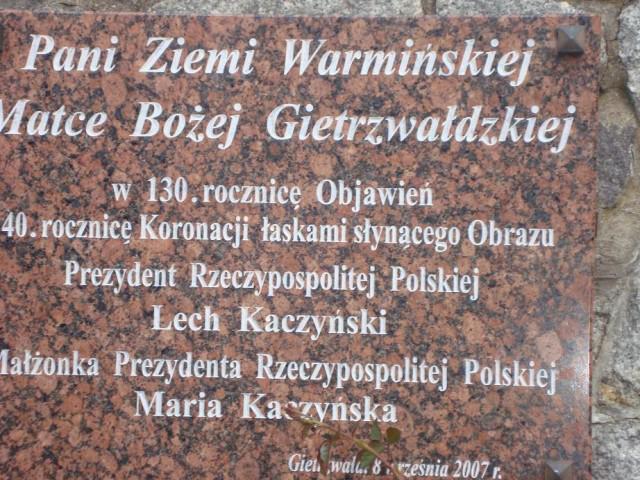 Pani Ziemi Warmińskiej
Matce Bożej Gietrzwałdzkiej
w 130. rocznicę Objawień
40. rocznicę Koronacji łaskami słynącego Obrazu
Prezydent Rzeczypospolitej Polskiej
Lech Kaczyński
Małżonka Prezydenta Rzeczypospolitej Polskiej
Maria Kaczyńska
Gietrzwałd, 8 września 2007 r.